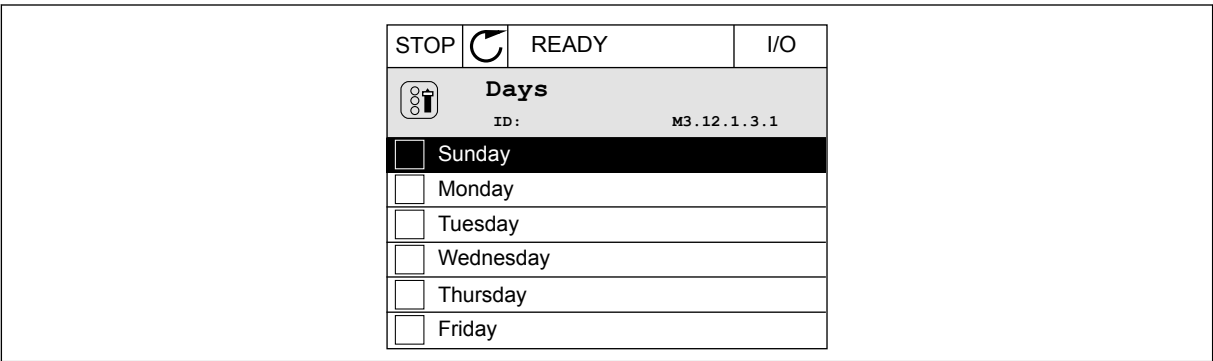 STOP READY I/O
Days
ID: M3.12.1.3.1
Sunday
Monday
Tuesday
Wednesday
Thursday
Friday